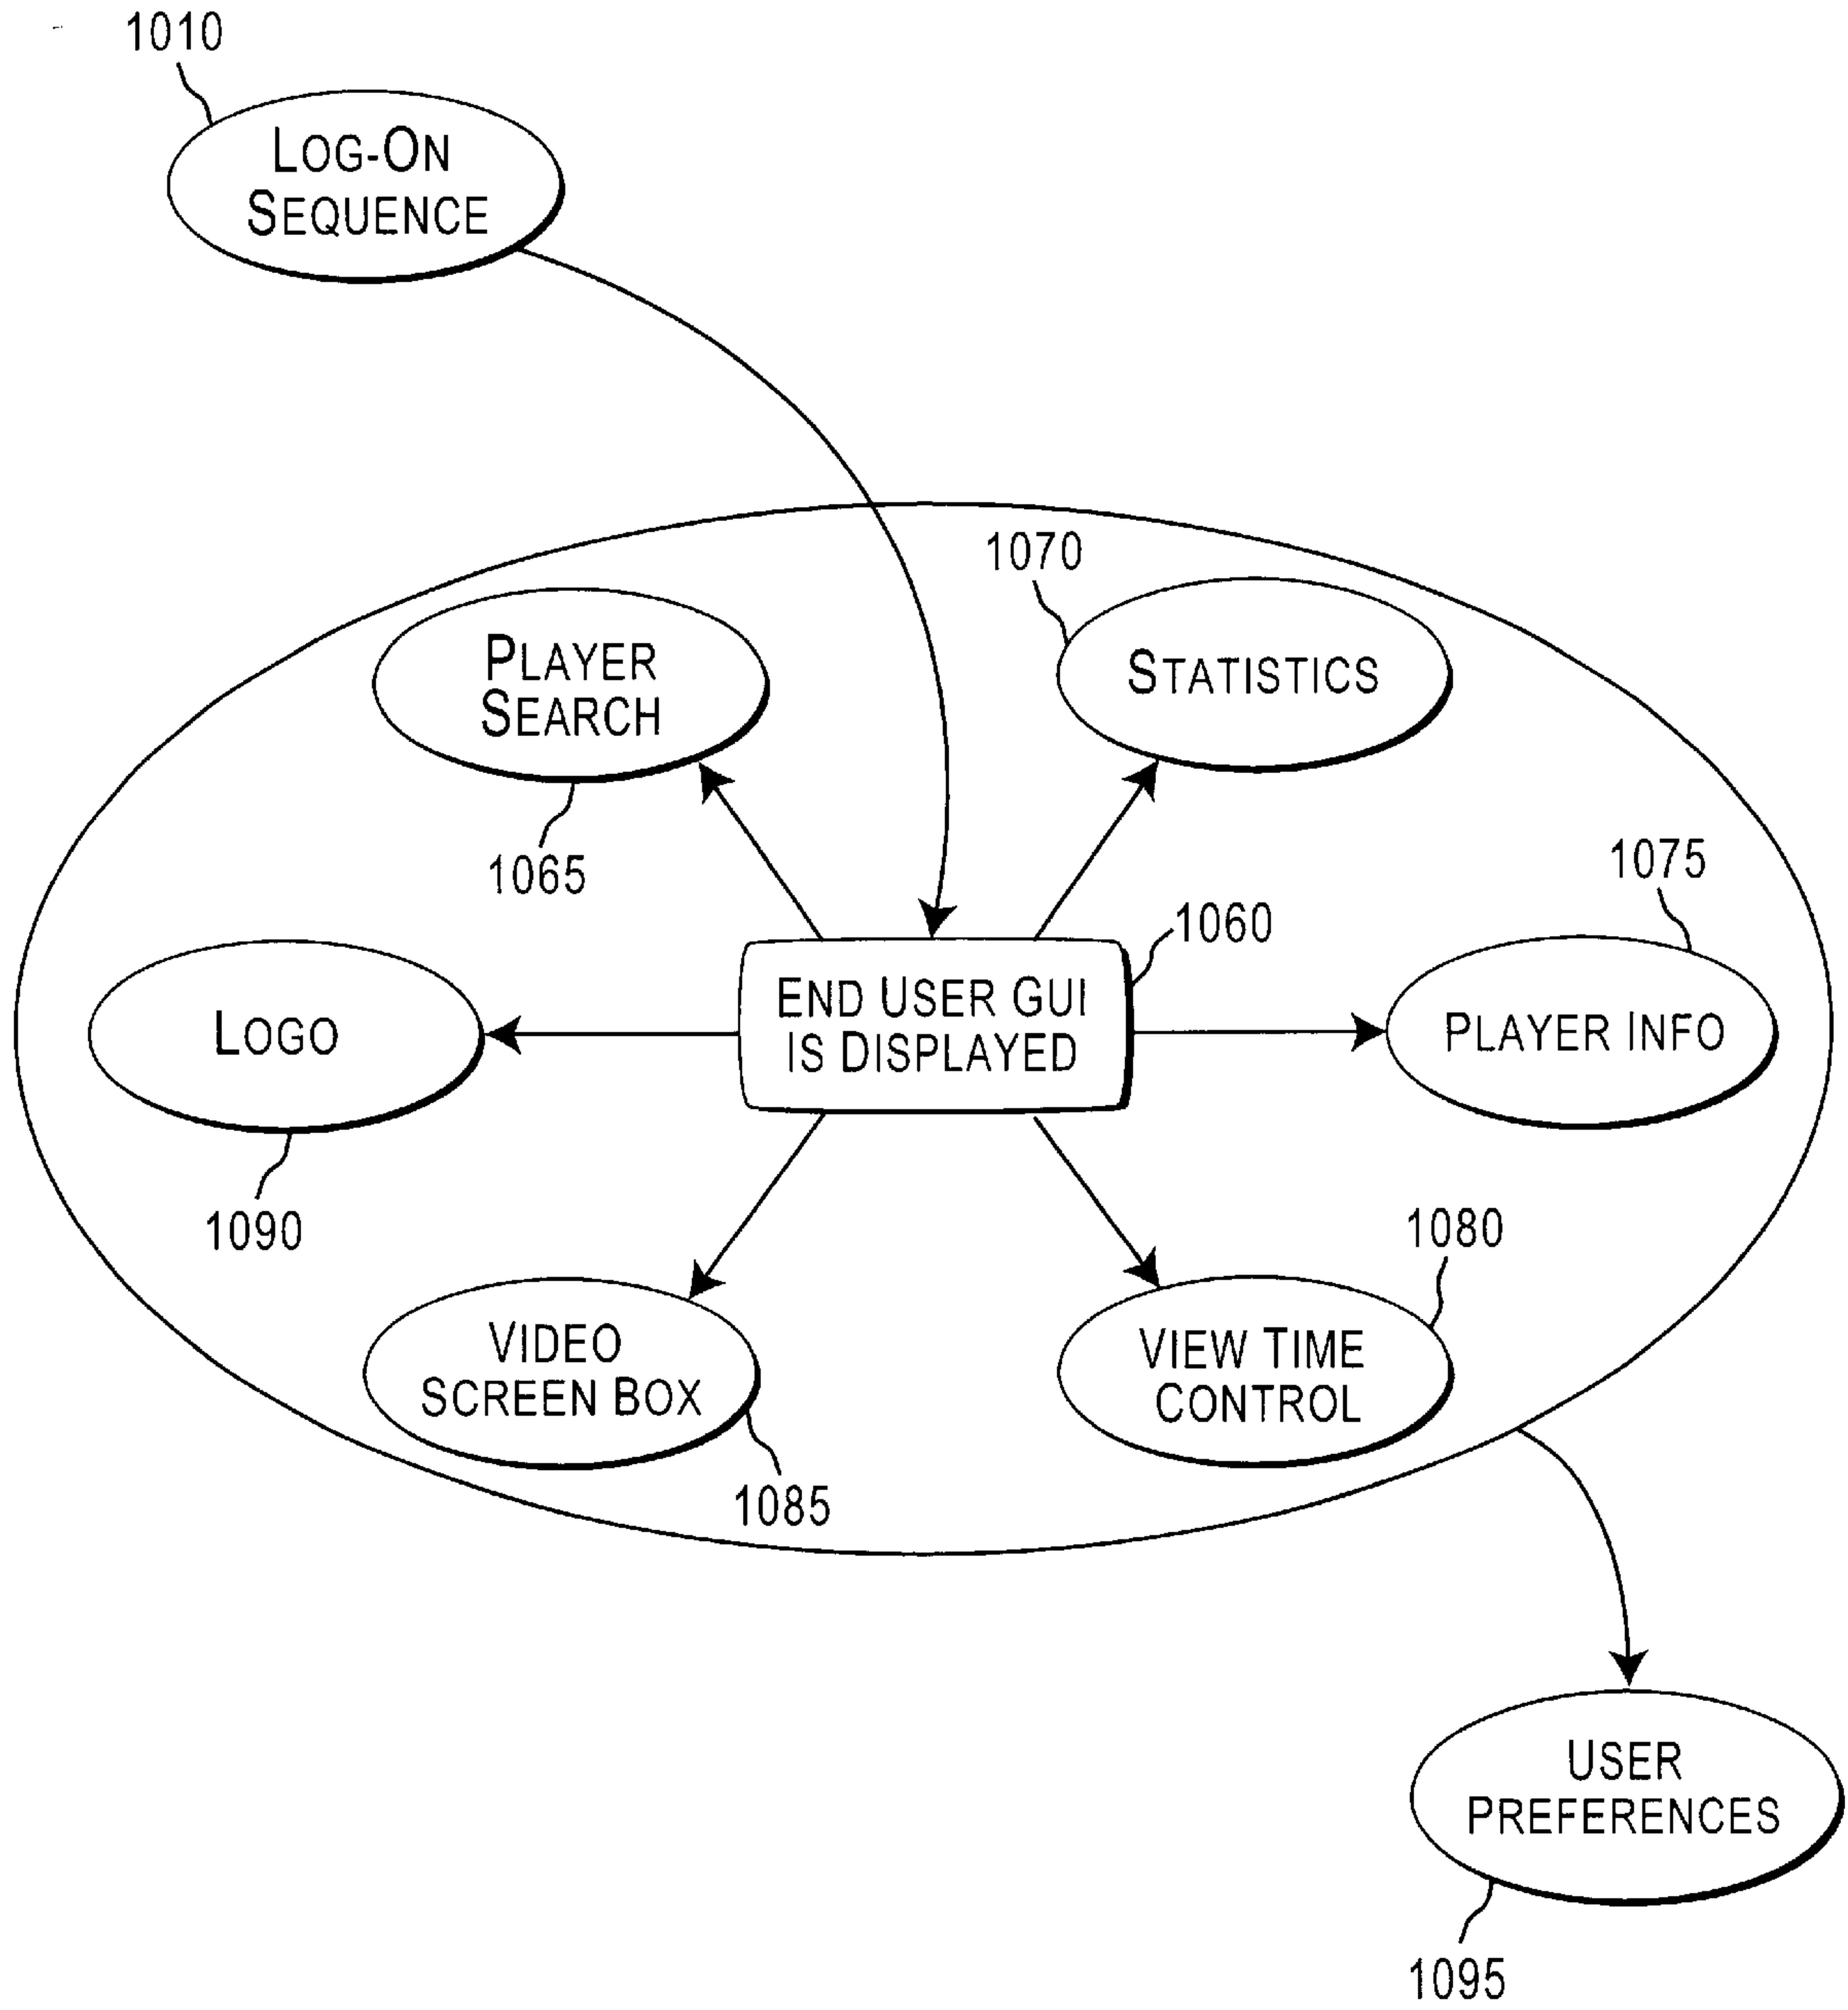 1010
LOG-ON
SEQUENCE
1070
PLAYER
SEARCH
STATISTICS
1065
1075
1060
END USER GUI
IS DISPLAYED
LOGO
PLAYER INFO
1090
1080
VIDEO
SCREEN BOX
VIEW TIME
CONTROL
1085
USER
PREFERENCES
1095